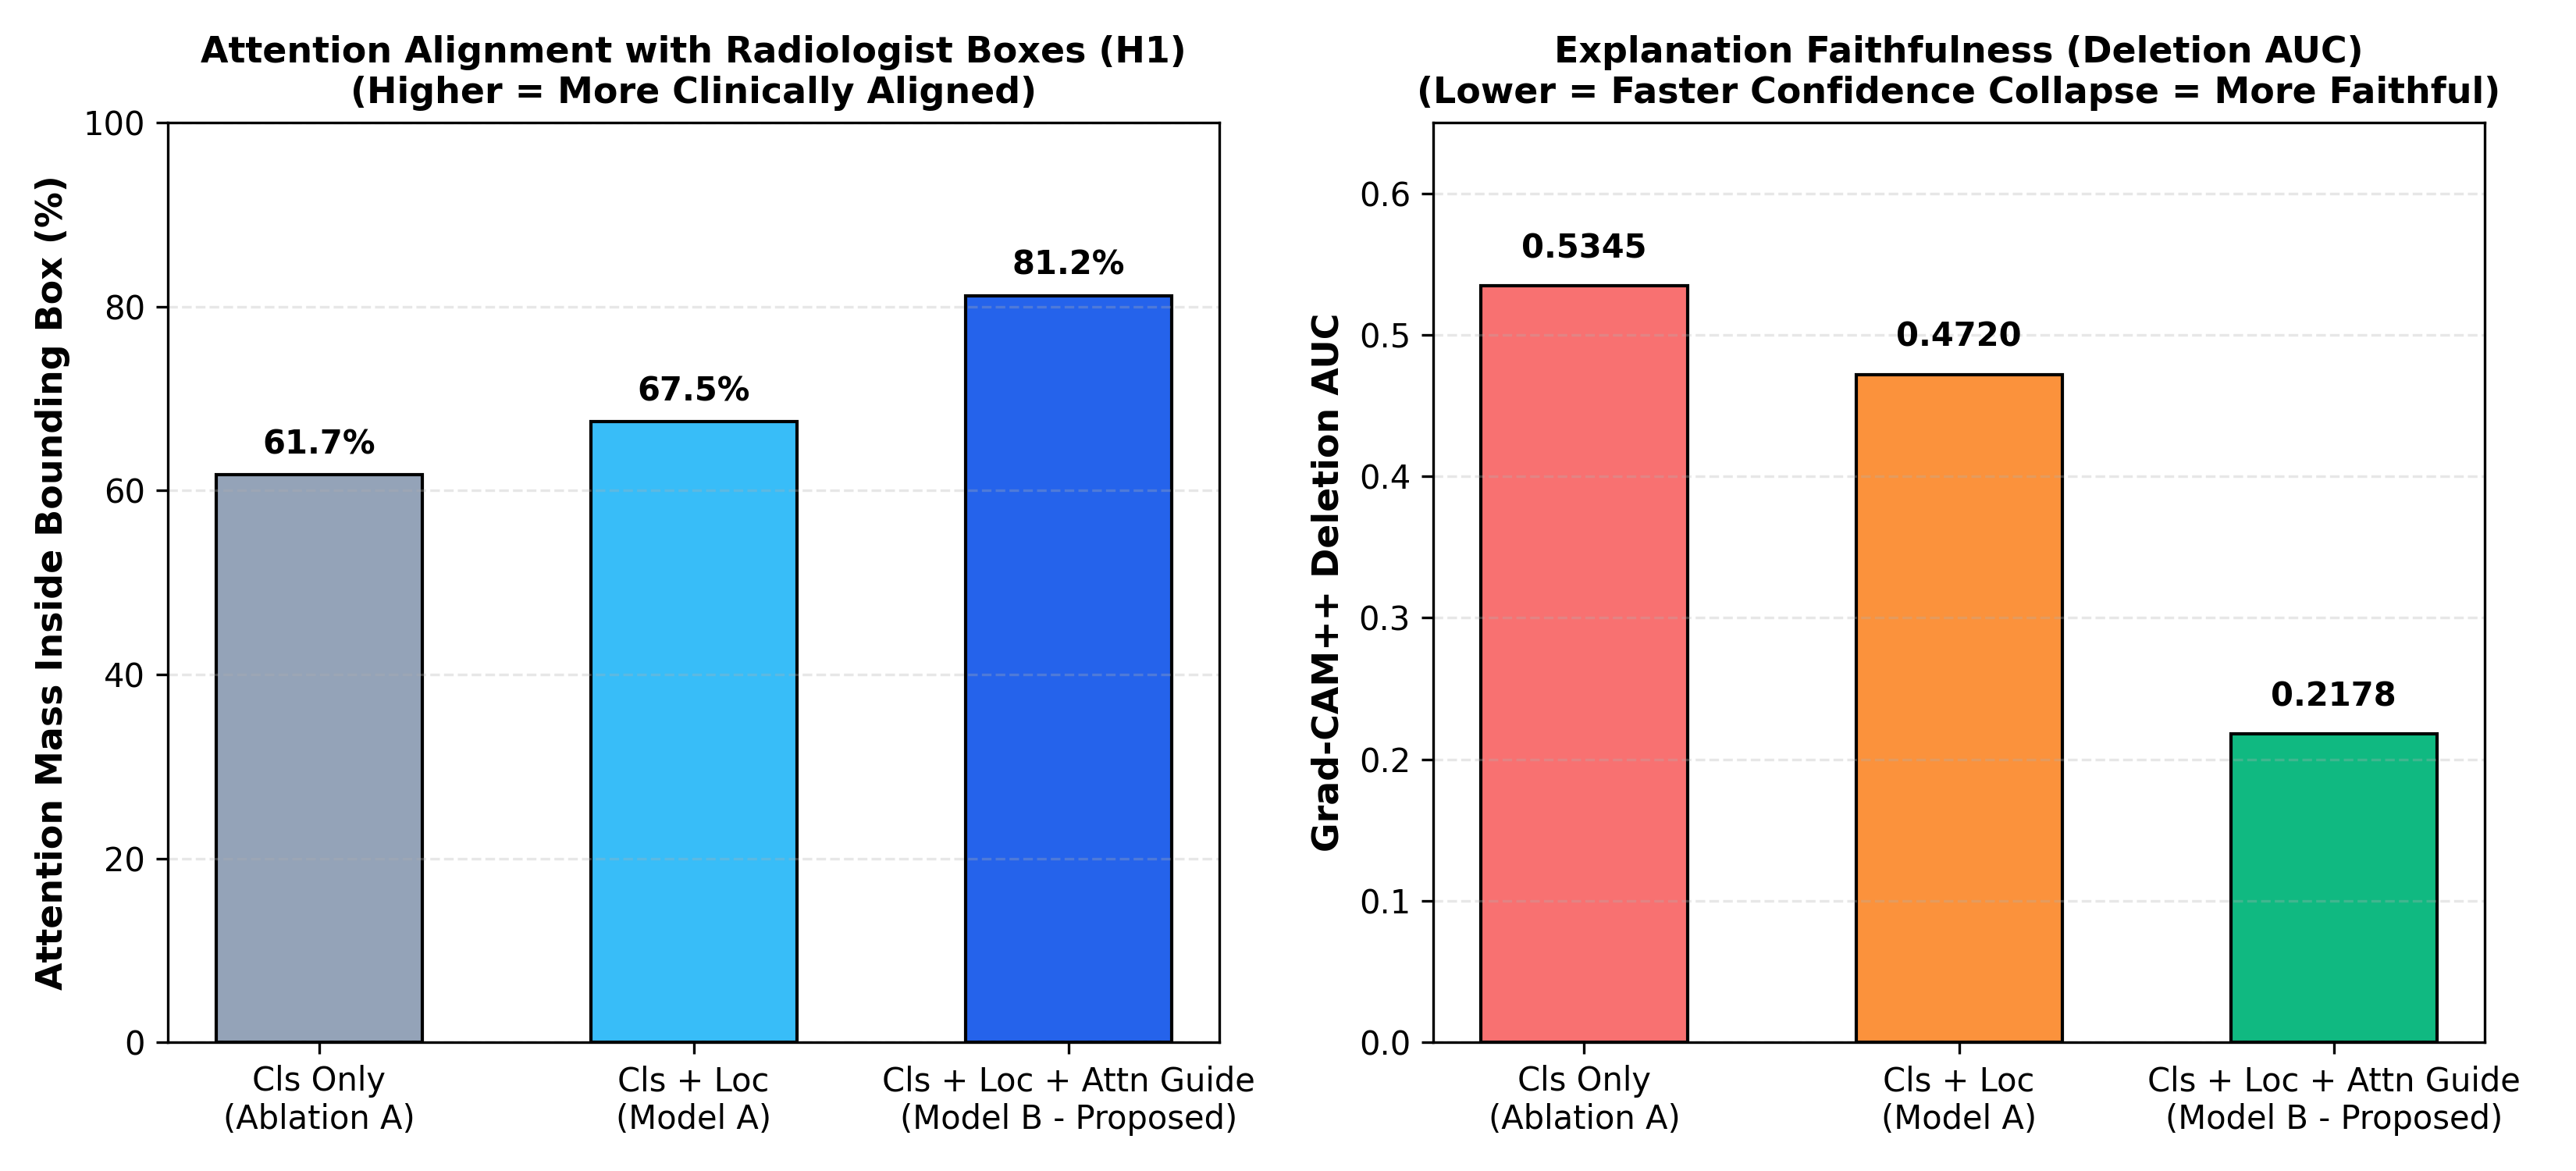 Attention Alignment with Radiologist Boxes (H1)
(Higher = More Clinically Aligned)
Attention Mass Inside Bounding Box (%)
100
80
60
40
20
0
61.7%
67.5%
81.2%
Cls Only
(Ablation A)
Cls + Loc
(Model A)
Cls + Loc + Attn Guide
(Model B - Proposed)
Explanation Faithfulness (Deletion AUC)
(Lower = Faster Confidence Collapse = More Faithful)
Grad-CAM++ Deletion AUC
0.6
0.5
0.4
0.3
0.2
0.1
0.0
0.5345
0.4720
0.2178
Cls Only
(Ablation A)
Cls + Loc
(Model A)
Cls + Loc + Attn Guide
(Model B - Proposed)